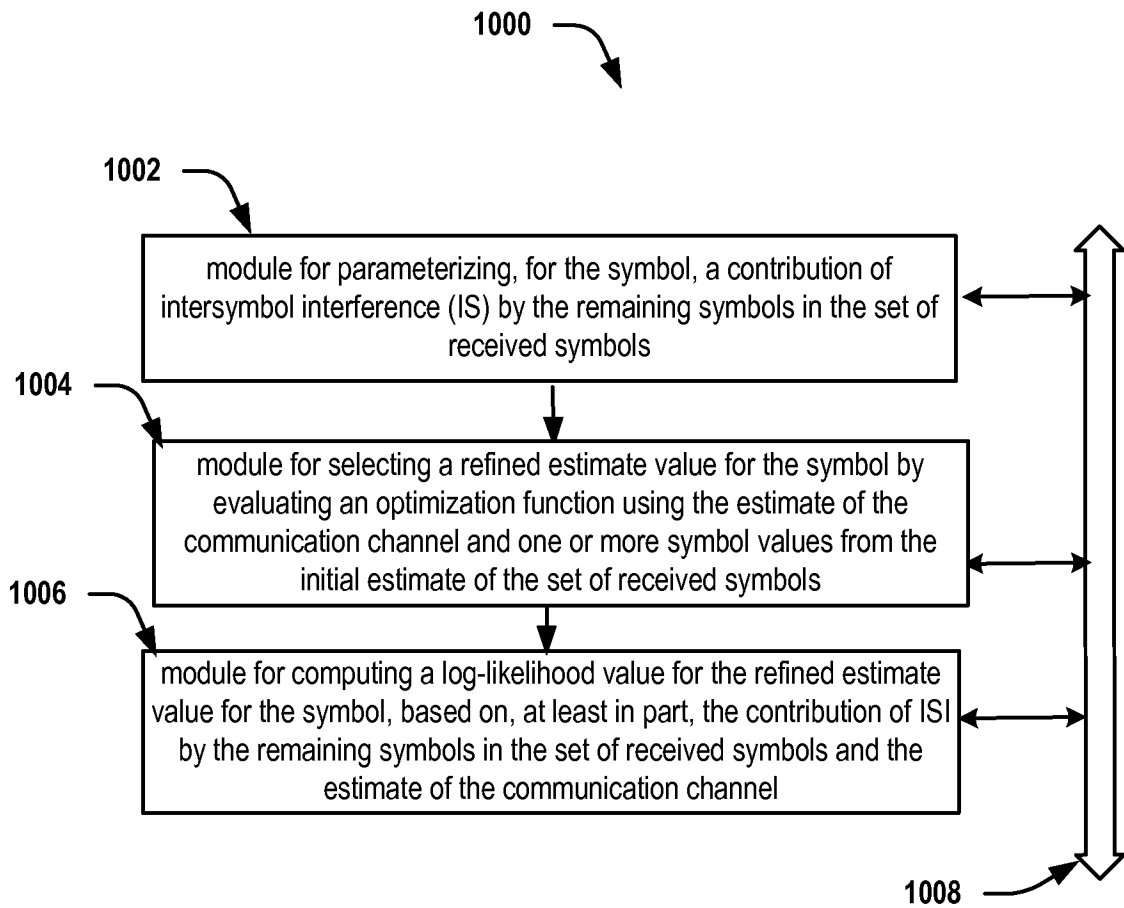 1000
1002
module for parameterizing, for the symbol, a contribution of
intersymbol interference (IS) by the remaining symbols in the set of
received symbols
1004
module for selecting a refined estimate value for the symbol by
evaluating an optimization function using the estimate of the
communication channel and one or more symbol values from the
initial estimate of the set of received symbols
1006
module for computing a log-likelihood value for the refined estimate
value for the symbol, based on, at least in part, the contribution of ISI
by the remaining symbols in the set of received symbols and the
estimate of the communication channel
1008